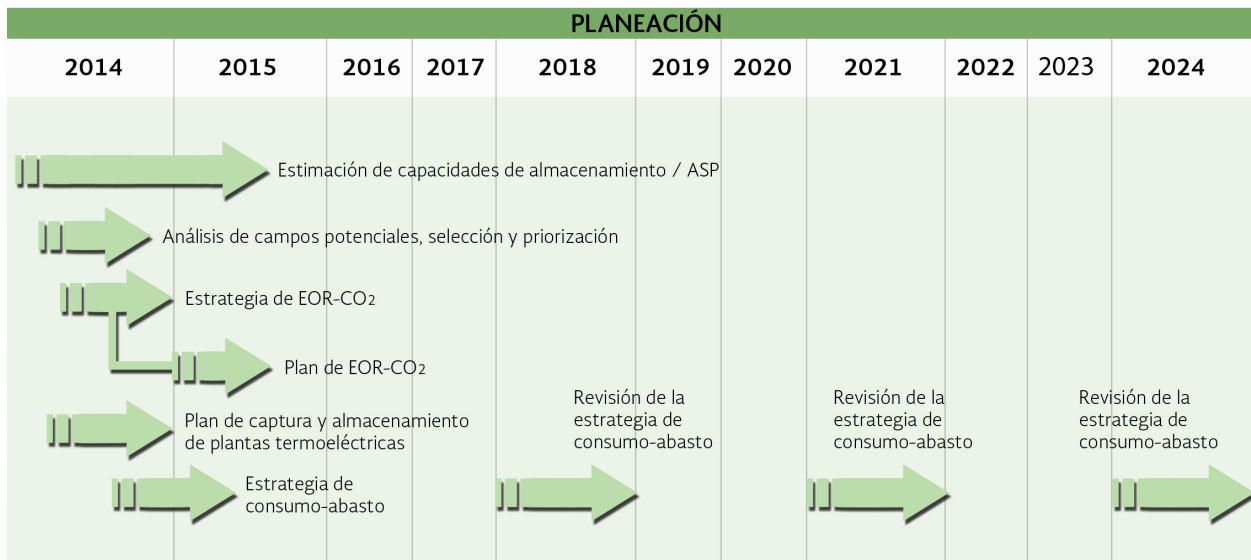 PLANEACIÓN
2014 2015 2016 2017 2018 2019 2020 2021 2022 2023 2024
Estimación de capacidades de almacenamiento / ASP
Análisis de campos potenciales, selección y priorización
Estrategia de EOR-CO2
Plan de EOR-CO2
Plan de captura y almacenamiento
de plantas termoeléctricas
Estrategia de
consumo-abasto
Revisión de la
estrategia de
consumo-abasto
Revisión de la
estrategia de
consumo-abasto
Revisión de la
estrategia de
consumo-abasto